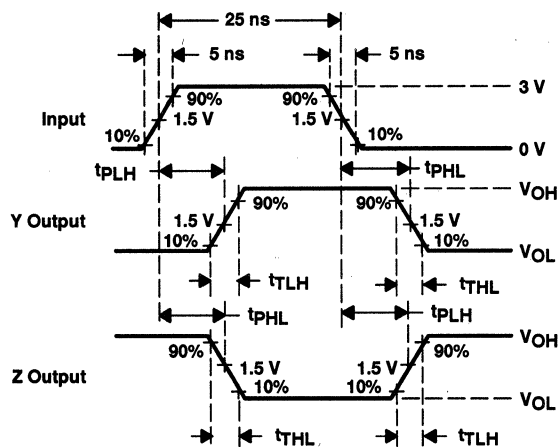 25 ns
5 ns 5 ns
Input 10% 90% 1.5 V 90% 1.5 V 10% 3 V 0 V
tPLH tPHL
Y Output 10% 90% 1.5 V 90% 1.5 V 10% VOH VOL
tTLH tTHL
tPHL tPLH
Z Output 90% 1.5 V 10% 1.5 V 10% 90% VOH VOL
tTHL tTLH